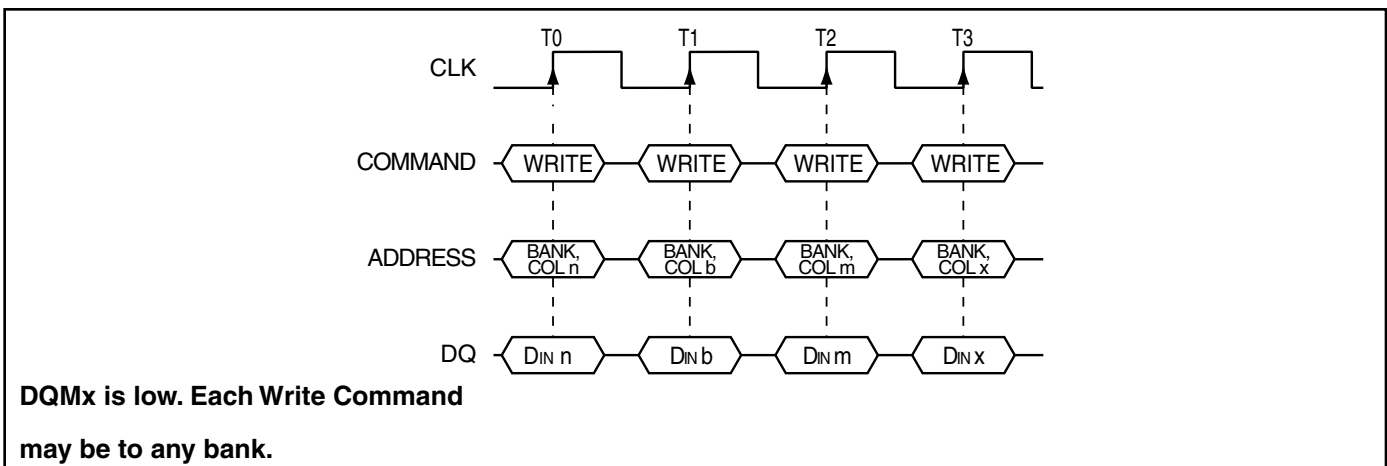 T0 T1 T2 T3
CLK
COMMAND WRITE WRITE WRITE WRITE
ADDRESS BANK, COL n BANK, COL b BANK, COL m BANK, COL x
DQ DIN n DIN b DIN m DIN x
DQMx is low. Each Write Command
may be to any bank.